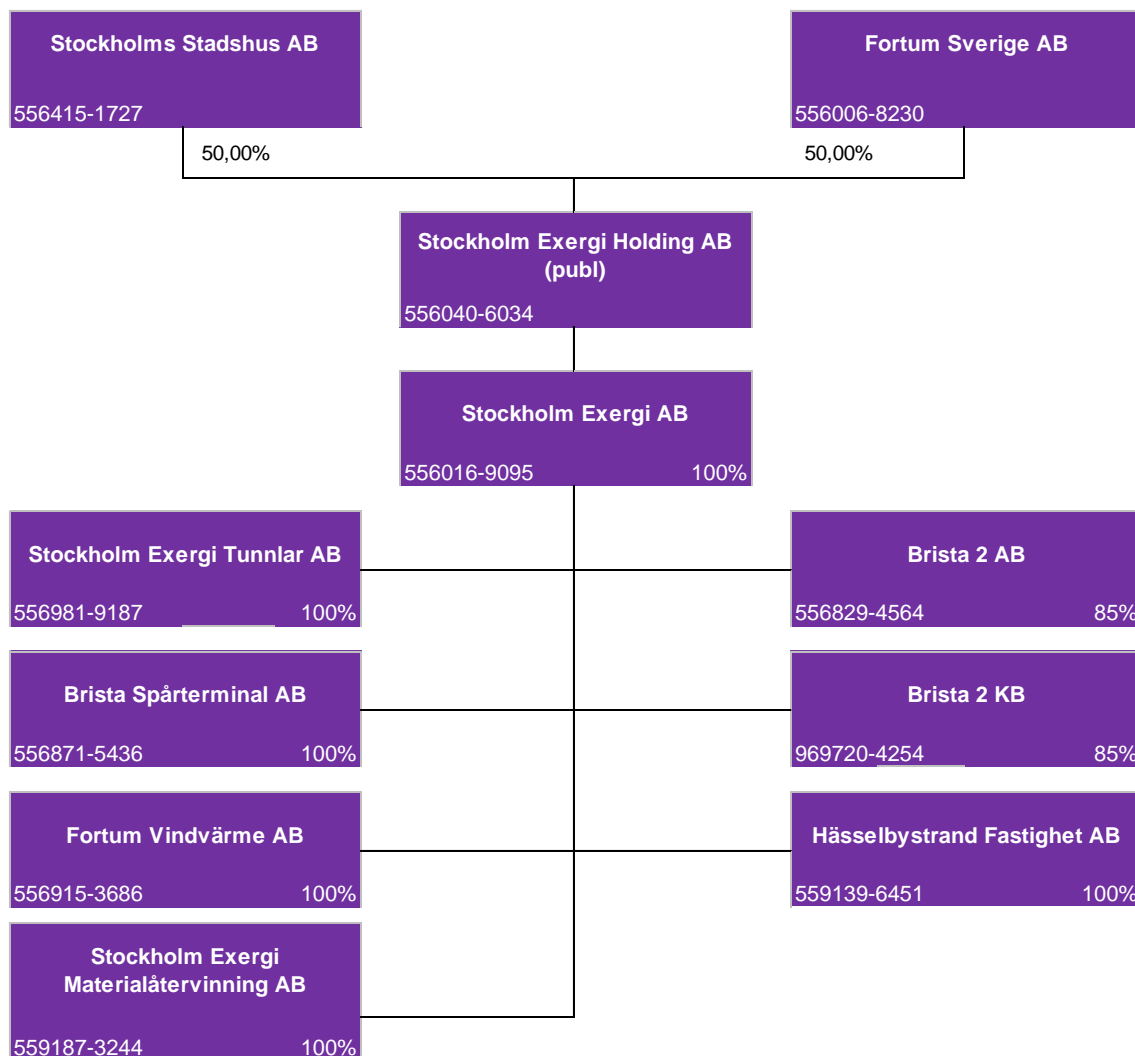 Stockholms Stadshus AB
556415-1727
Fortum Sverige AB
556006-8230
50,00%
50,00%
Stockholm Exergi Holding AB
(publ)
556040-6034
Stockholm Exergi AB
556016-9095 100%
Stockholm Exergi Tunnlar AB
556981-9187 100%
Brista 2 AB
556829-4564 85%
Brista Spårterminal AB
556871-5436 100%
Brista 2 KB
969720-4254 85%
Fortum Vindvärme AB
556915-3686 100%
Hässelbystrand Fastighet AB
559139-6451 100%
Stockholm Exergi
Materialåtervinning AB
559187-3244 100%